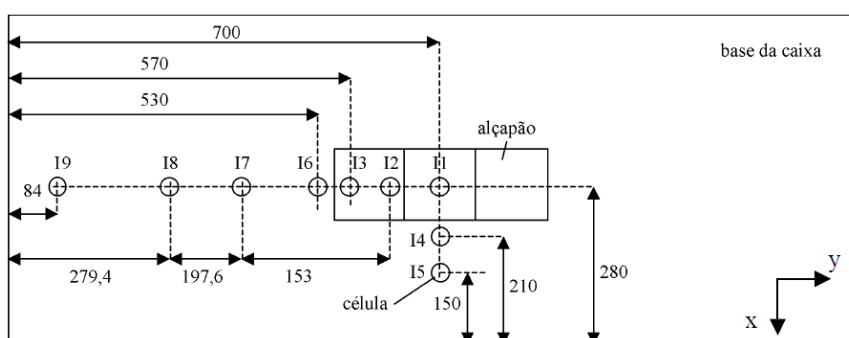 700
base da caixa
570
530
alçapão
I9
I8
I7
I6
I3
I2
I1
84
I4
279,4
197,6
153
I5
célula
150
210
280
y
x